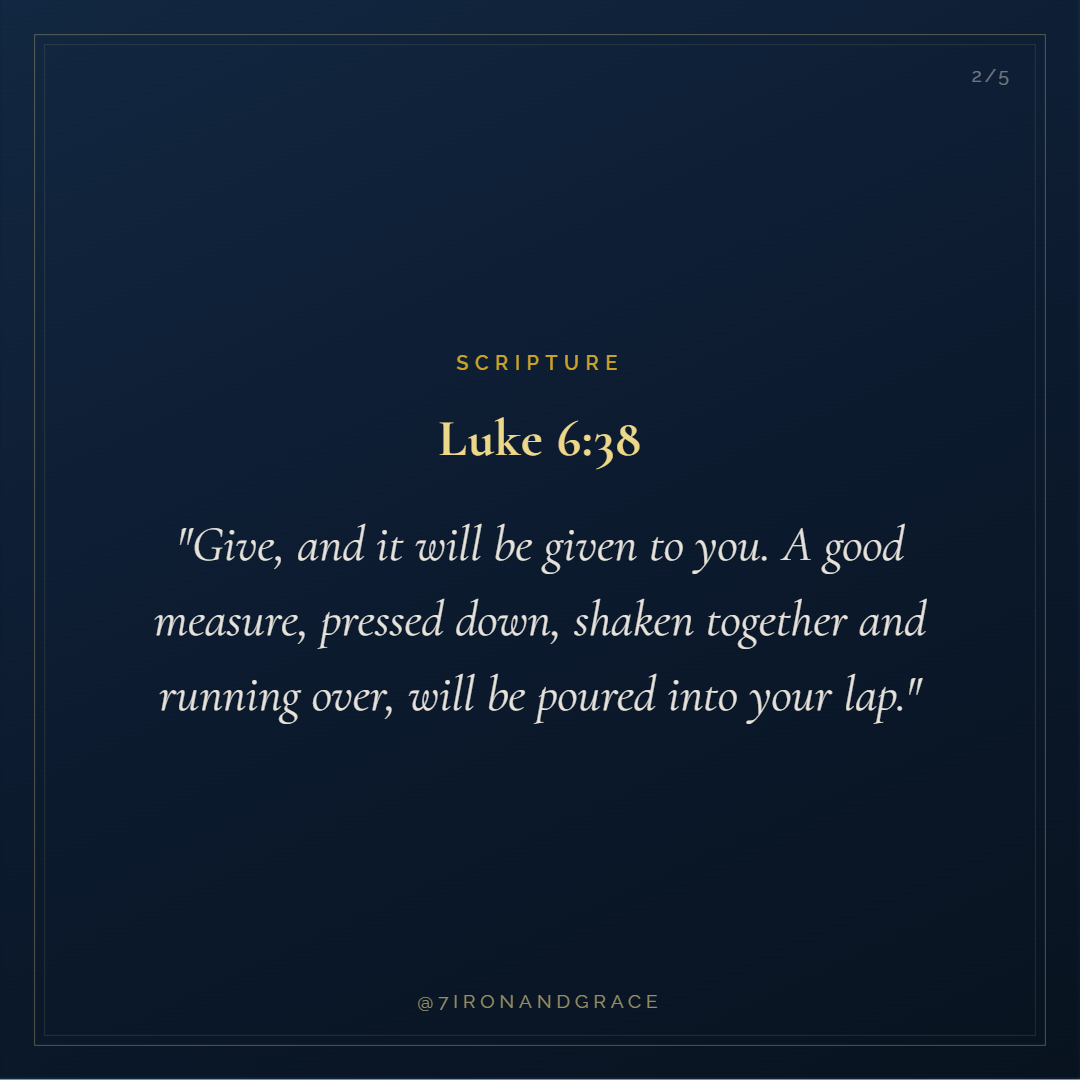 2/5
SCRIPTURE
Luke 6:38
"Give, and it will be given to you. A good
measure, pressed down, shaken together and
running over, will be poured into your lap."
@7IRONANDGRACE